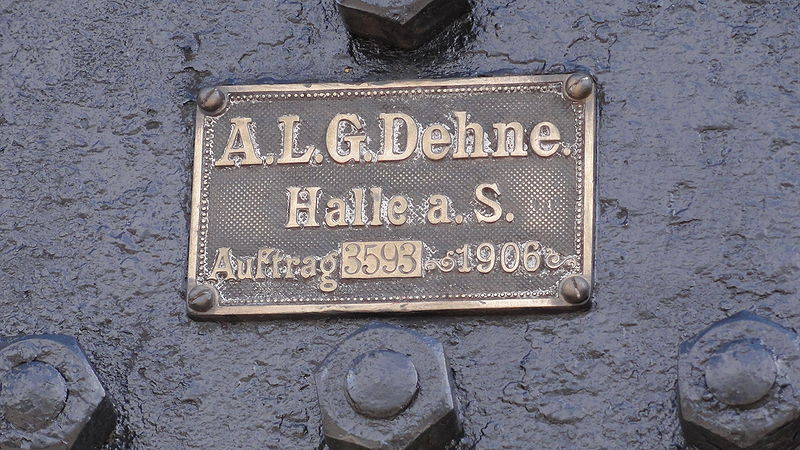 A.L.G.Dehne.
Halle a. S.
Auftrag 3593 1906